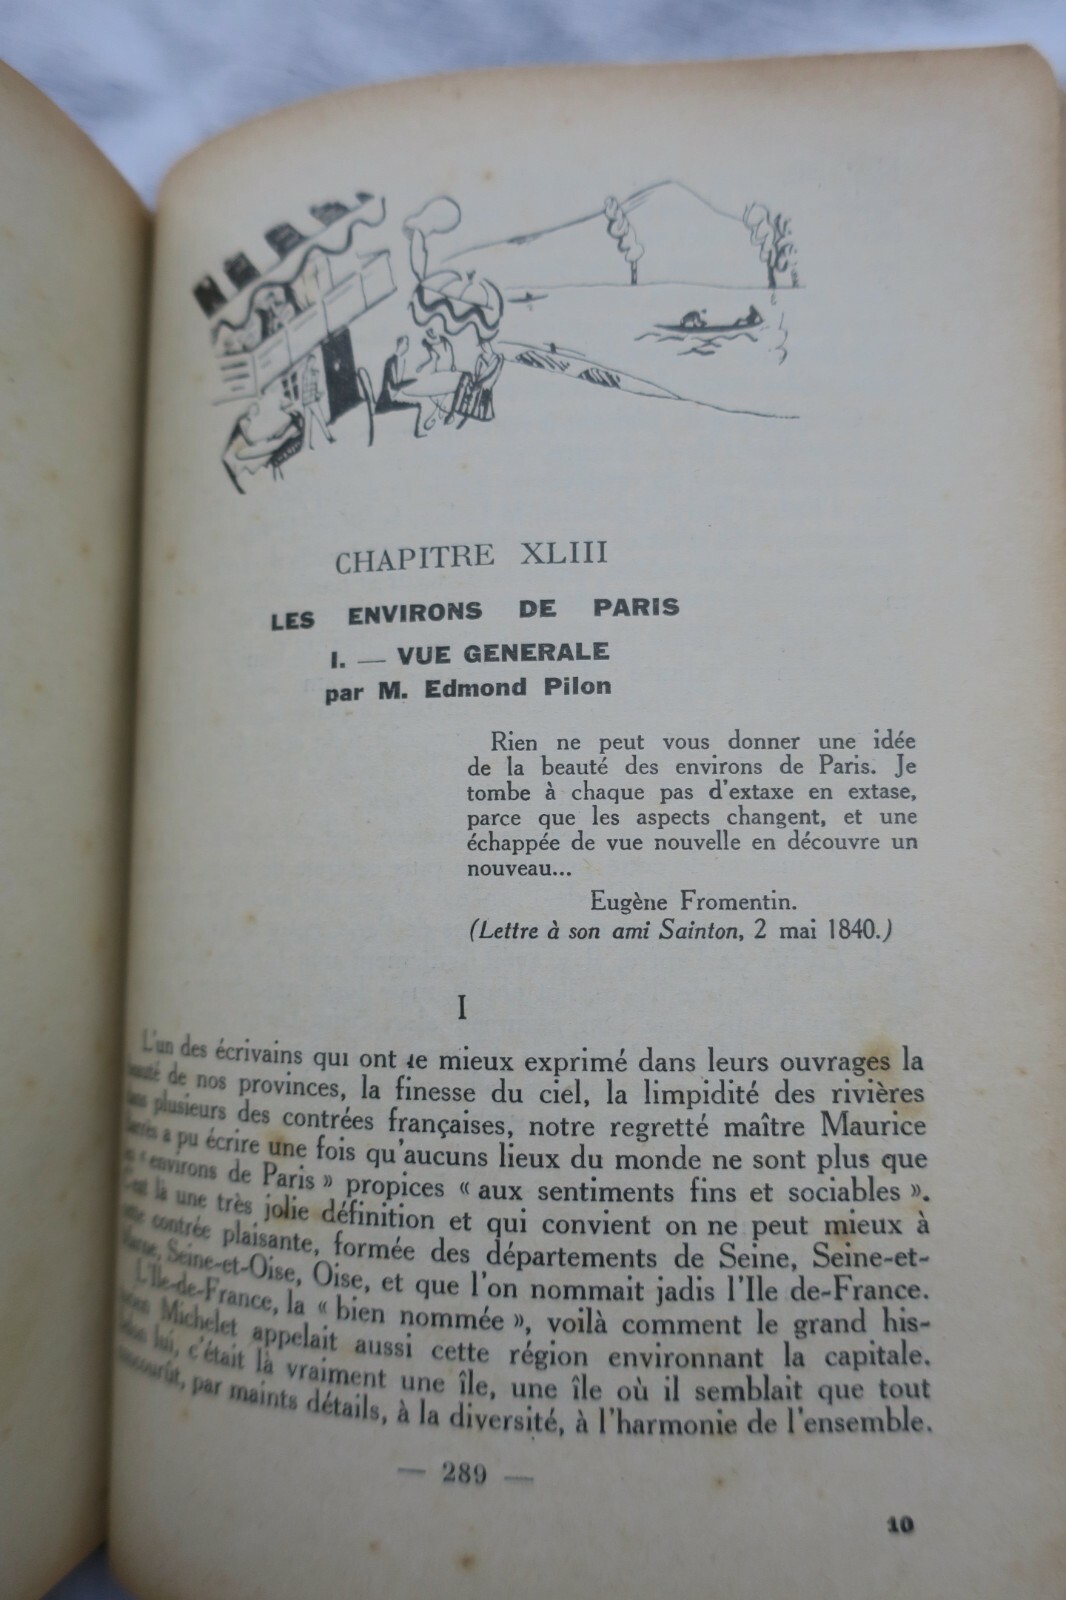 CHAPITRE XLIII
LES ENVIRONS DE PARIS
I. — VUE GENERALE
par M. Edmond Pilon
Rien ne peut vous donner une idée
de la beauté des environs de Paris. Je
tombe à chaque pas d'extaxe en extase,
parce que les aspects changent, et une
échappée de vue nouvelle en découvre un
nouveau...
Eugène Fromentin.
(Lettre à son ami Sainton, 2 mai 1840.)
I
L'un des écrivains qui ont le mieux exprimé dans leurs ouvrages la
beauté de nos provinces, la finesse du ciel, la limpidité des rivières
dans plusieurs des contrées françaises, notre regretté maître Maurice
Barrès a pu écrire une fois qu'aucuns lieux du monde ne sont plus que
« environs de Paris » propices « aux sentiments fins et sociables ».
C'est là une très jolie définition et qui convient on ne peut mieux à
cette contrée plaisante, formée des départements de Seine, Seine-et-
Marne, Seine-et-Oise, Oise, et que l'on nommait jadis l'Ile de-France.
L'Ile-de-France, la « bien nommée », voilà comment le grand his-
Michelet appelait aussi cette région environnant la capitale.
Selon lui, c'était là vraiment une île, une île où il semblait que tout
concourût, par maints détails, à la diversité, à l'harmonie de l'ensemble.
— 289 —
10